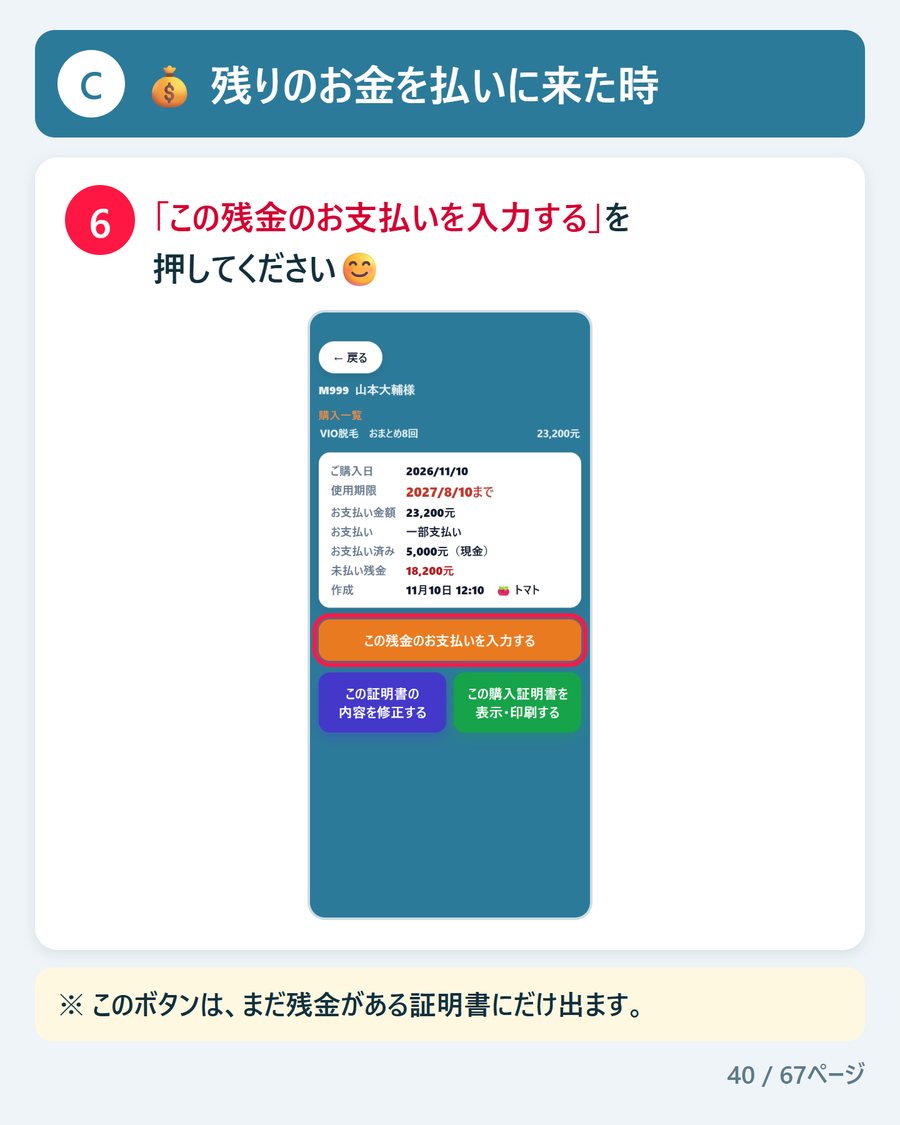 C 💰 残りのお金を払いに来た時
6 「この残金のお支払いを入力する」を
押してください😊
← 戻る
M999 山本大輔様
購入一覧
VIO脱毛 おまとめ8回 23,200元
ご購入日 2026/11/10
使用期限 2027/8/10まで
お支払い金額 23,200元
お支払い 一部支払い
お支払い済み 5,000元（現金）
未払い残金 18,200元
作成 11月10日 12:10 🍅 トマト
この残金のお支払いを入力する
この証明書の
内容を修正する
この購入証明書を
表示・印刷する
※ このボタンは、まだ残金がある証明書にだけ出ます。
40 / 67ページ